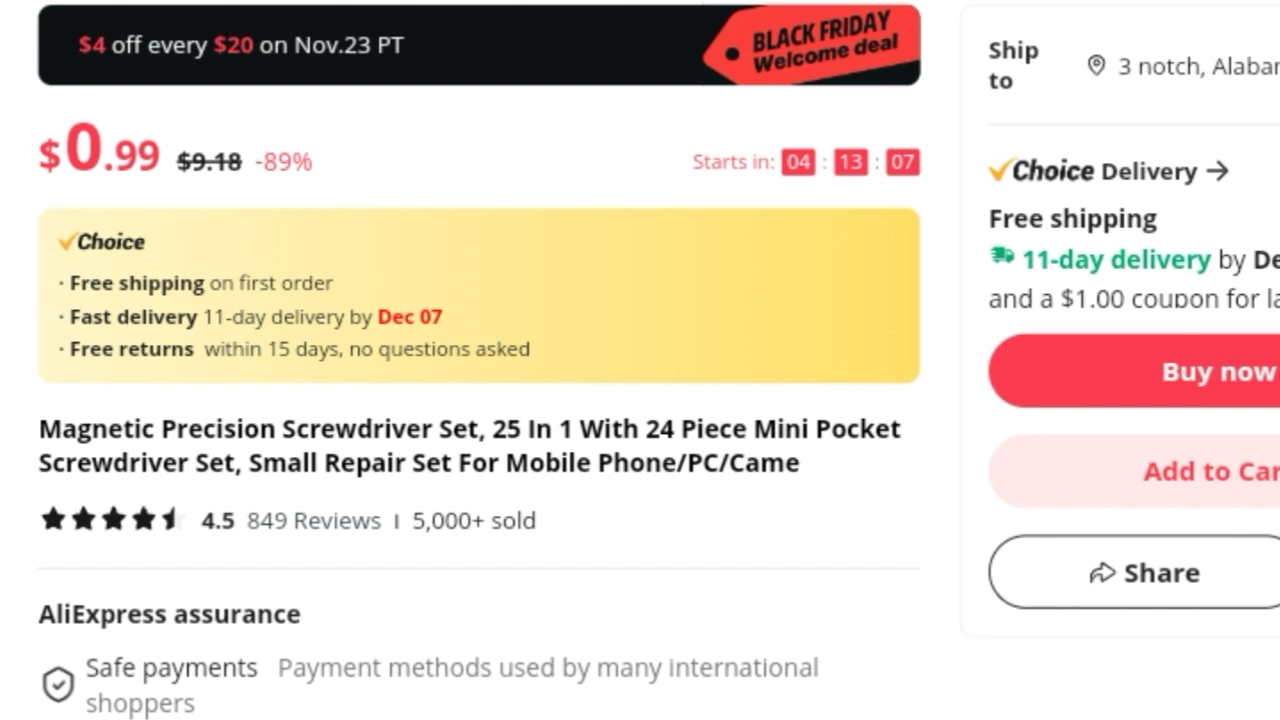 $4 off every $20 on Nov.23 PT
BLACK FRIDAY
Welcome deal
$0.99 $9.18 -89%
Starts in: 04 : 13 : 07
Choice
· Free shipping on first order
· Fast delivery 11-day delivery by Dec 07
· Free returns within 15 days, no questions asked
Magnetic Precision Screwdriver Set, 25 In 1 With 24 Piece Mini Pocket
Screwdriver Set, Small Repair Set For Mobile Phone/PC/Came
4.5 849 Reviews I 5,000+ sold
AliExpress assurance
Safe payments Payment methods used by many international
shoppers
Ship
to
3 notch, Alabar
Choice Delivery →
Free shipping
11-day delivery by De
and a $1.00 coupon for la
Buy now
Add to Car
Share